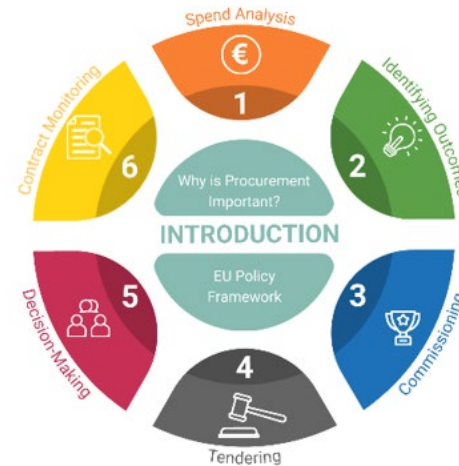 Spend Analysis
€
1
Identifying Outcomes
2
3
Commissioning
4
Tendering
5
Decision-Making
6
Contract Monitoring
Why is Procurement
Important?
INTRODUCTION
EU Policy
Framework